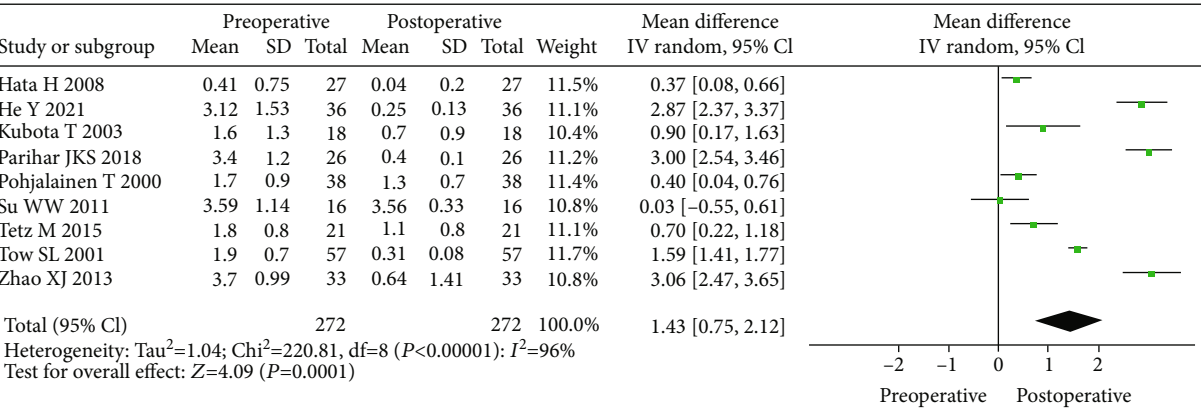 Preoperative Postoperative Mean difference Mean difference
Study or subgroup Mean SD Total Mean SD Total Weight IV random, 95% Cl IV random, 95% Cl
Hata H 2008 0.41 0.75 27 0.04 0.2 27 11.5% 0.37 [0.08, 0.66]
He Y 2021 3.12 1.53 36 0.25 0.13 36 11.1% 2.87 [2.37, 3.37]
Kubota T 2003 1.6 1.3 18 0.7 0.9 18 10.4% 0.90 [0.17, 1.63]
Parihar JKS 2018 3.4 1.2 26 0.4 0.1 26 11.2% 3.00 [2.54, 3.46]
Pohjalainen T 2000 1.7 0.9 38 1.3 0.7 38 11.4% 0.40 [0.04, 0.76]
Su WW 2011 3.59 1.14 16 3.56 0.33 16 10.8% 0.03 [–0.55, 0.61]
Tetz M 2015 1.8 0.8 21 1.1 0.8 21 11.1% 0.70 [0.22, 1.18]
Tow SL 2001 1.9 0.7 57 0.31 0.08 57 11.7% 1.59 [1.41, 1.77]
Zhao XJ 2013 3.7 0.99 33 0.64 1.41 33 10.8% 3.06 [2.47, 3.65]
Total (95% Cl) 272 272 100.0% 1.43 [0.75, 2.12]
Heterogeneity: Tau²=1.04; Chi²=220.81, df=8 (P<0.00001): I²=96%
Test for overall effect: Z=4.09 (P=0.0001)
–2 –1 0 1 2
Preoperative Postoperative